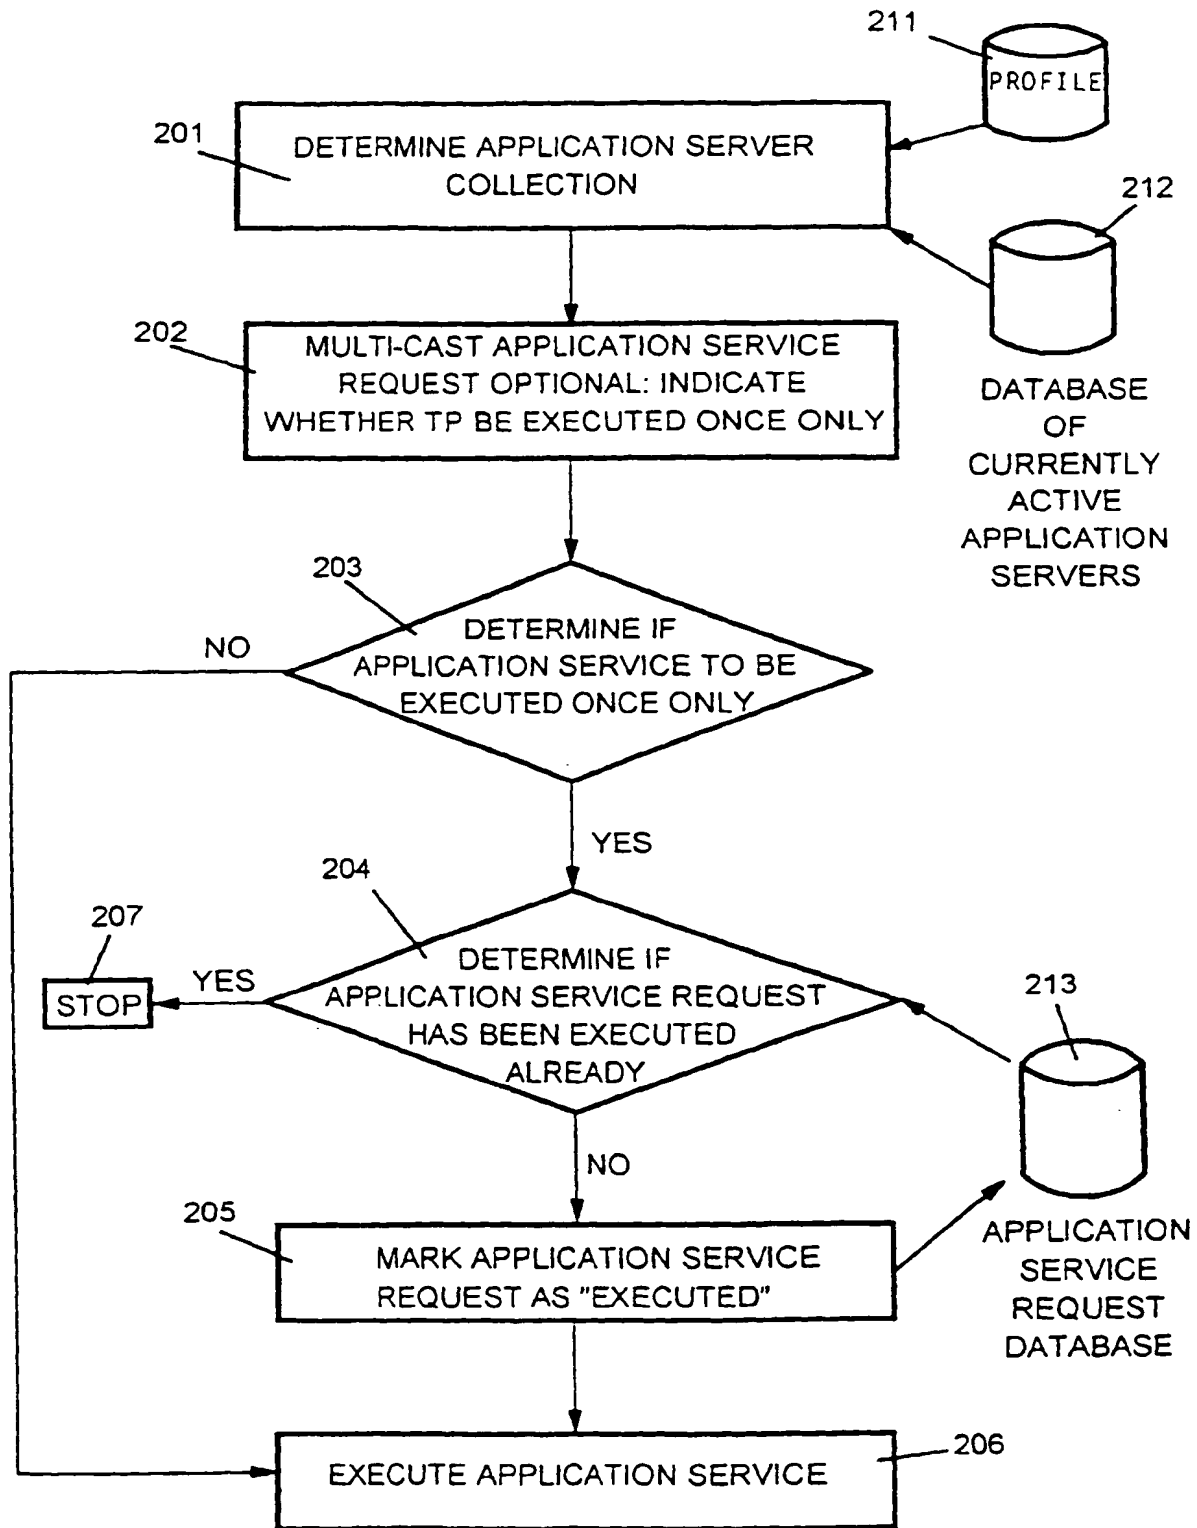 211
PROFILE
201
DETERMINE APPLICATION SERVER
COLLECTION
212
202
MULTI-CAST APPLICATION SERVICE
REQUEST OPTIONAL: INDICATE
WHETHER TP BE EXECUTED ONCE ONLY
DATABASE
OF
CURRENTLY
ACTIVE
APPLICATION
SERVERS
203
NO
DETERMINE IF
APPLICATION SERVICE TO BE
EXECUTED ONCE ONLY
YES
204
207
STOP
YES
DETERMINE IF
APPLICATION SERVICE REQUEST
HAS BEEN EXECUTED
ALREADY
213
NO
205
MARK APPLICATION SERVICE
REQUEST AS "EXECUTED"
APPLICATION
SERVICE
REQUEST
DATABASE
206
EXECUTE APPLICATION SERVICE